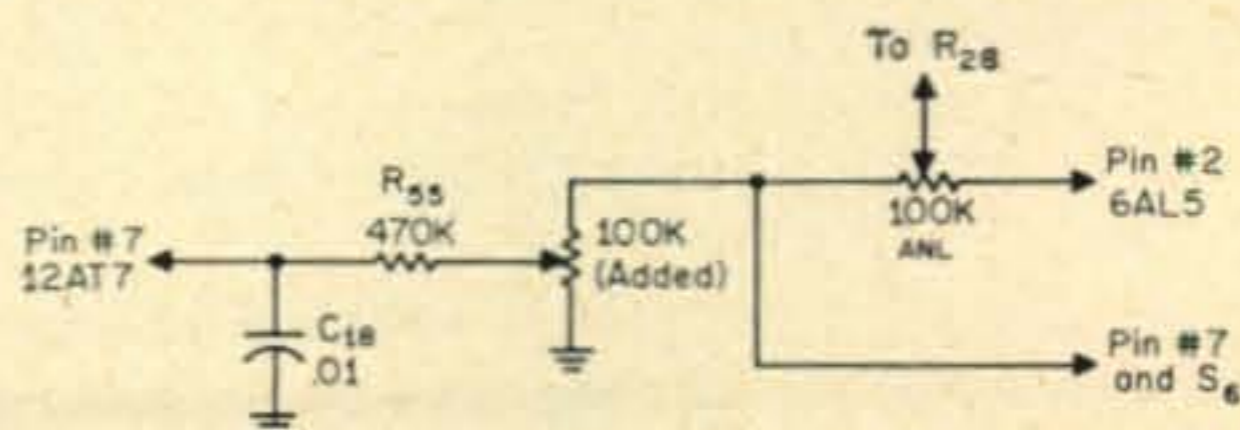 To R₂₈
Pin #2
6AL5
100K
ANL
R₅₅
470K
100K
(Added)
Pin #7
12AT7
C₁₈
.01
Pin #7
and S₆